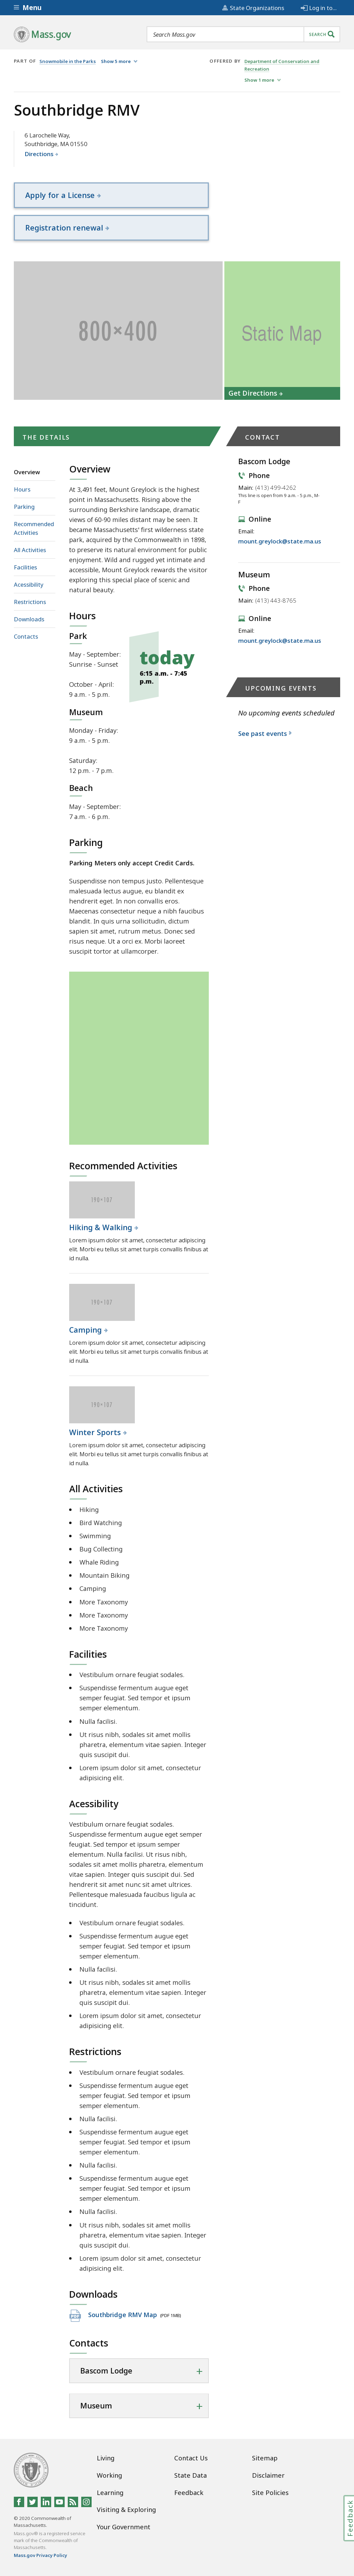 Menu
State Organizations
Log in to...
Mass.gov
Search Mass.gov
SEARCH
PART OF Snowmobile in the Parks Show 5 more
OFFERED BY Department of Conservation and
Recreation
Show 1 more
Southbridge RMV
6 Larochelle Way,
Southbridge, MA 01550
Directions
Apply for a License
Registration renewal
800×400
Static Map
Get Directions
THE DETAILS
Overview
Hours
Parking
Recommended
Activities
All Activities
Facilities
Acessibility
Restrictions
Downloads
Contacts
Overview
At 3,491 feet, Mount Greylock is the highest
point in Massachusetts. Rising above the
surrounding Berkshire landscape, dramatic
views of 60-90 miles distant may be seen. It
became Massachusetts' first wilderness state
park, acquired by the Commonwealth in 1898,
to preserve its natural environment for the
public to enjoy. Wild and rugged yet intimate
and accessible, Mount Greylock rewards the visitor
exploring this special place of scenic and
natural beauty.
Hours
Park
May - September:
Sunrise - Sunset
October - April:
9 a.m. - 5 p.m.
today
6:15 a.m. - 7:45
p.m.
Museum
Monday - Friday:
9 a.m. - 5 p.m.
Saturday:
12 p.m. - 7 p.m.
Beach
May - September:
7 a.m. - 6 p.m.
Parking
Parking Meters only accept Credit Cards.
Suspendisse non tempus justo. Pellentesque
malesuada lectus augue, eu blandit ex
hendrerit eget. In non convallis eros.
Maecenas consectetur neque a nibh faucibus
blandit. In quis urna sollicitudin, dictum
sapien sit amet, rutrum metus. Donec sed
risus neque. Ut a orci ex. Morbi laoreet
suscipit tortor at ullamcorper.
Recommended Activities
190×107
Hiking & Walking
Lorem ipsum dolor sit amet, consectetur adipiscing
elit. Morbi eu tellus sit amet turpis convallis finibus at
id nulla.
190×107
Camping
Lorem ipsum dolor sit amet, consectetur adipiscing
elit. Morbi eu tellus sit amet turpis convallis finibus at
id nulla.
190×107
Winter Sports
Lorem ipsum dolor sit amet, consectetur adipiscing
elit. Morbi eu tellus sit amet turpis convallis finibus at
id nulla.
All Activities
Hiking
Bird Watching
Swimming
Bug Collecting
Whale Riding
Mountain Biking
Camping
More Taxonomy
More Taxonomy
More Taxonomy
Facilities
Vestibulum ornare feugiat sodales.
Suspendisse fermentum augue eget
semper feugiat. Sed tempor et ipsum
semper elementum.
Nulla facilisi.
Ut risus nibh, sodales sit amet mollis
pharetra, elementum vitae sapien. Integer
quis suscipit dui.
Lorem ipsum dolor sit amet, consectetur
adipisicing elit.
Acessibility
Vestibulum ornare feugiat sodales.
Suspendisse fermentum augue eget semper
feugiat. Sed tempor et ipsum semper
elementum. Nulla facilisi. Ut risus nibh,
sodales sit amet mollis pharetra, elementum
vitae sapien. Integer quis suscipit dui. Sed
hendrerit sit amet nunc sit amet ultrices.
Pellentesque malesuada faucibus ligula ac
tincidunt.
Vestibulum ornare feugiat sodales.
Suspendisse fermentum augue eget
semper feugiat. Sed tempor et ipsum
semper elementum.
Nulla facilisi.
Ut risus nibh, sodales sit amet mollis
pharetra, elementum vitae sapien. Integer
quis suscipit dui.
Lorem ipsum dolor sit amet, consectetur
adipisicing elit.
Restrictions
Vestibulum ornare feugiat sodales.
Suspendisse fermentum augue eget
semper feugiat. Sed tempor et ipsum
semper elementum.
Nulla facilisi.
Suspendisse fermentum augue eget
semper feugiat. Sed tempor et ipsum
semper elementum.
Nulla facilisi.
Suspendisse fermentum augue eget
semper feugiat. Sed tempor et ipsum
semper elementum.
Nulla facilisi.
Ut risus nibh, sodales sit amet mollis
pharetra, elementum vitae sapien. Integer
quis suscipit dui.
Lorem ipsum dolor sit amet, consectetur
adipisicing elit.
Downloads
Southbridge RMV Map (PDF 1MB)
Contacts
Bascom Lodge
Museum
CONTACT
Bascom Lodge
Phone
Main: (413) 499-4262
This line is open from 9 a.m. - 5 p.m., M-
F
Online
Email:
mount.greylock@state.ma.us
Museum
Phone
Main: (413) 443-8765
Online
Email:
mount.greylock@state.ma.us
UPCOMING EVENTS
No upcoming events scheduled
See past events
Feedback
© 2020 Commonwealth of
Massachusetts.
Mass.gov® is a registered service
mark of the Commonwealth of
Massachusetts.
Mass.gov Privacy Policy
Living
Working
Learning
Visiting & Exploring
Your Government
Contact Us
State Data
Feedback
Sitemap
Disclaimer
Site Policies